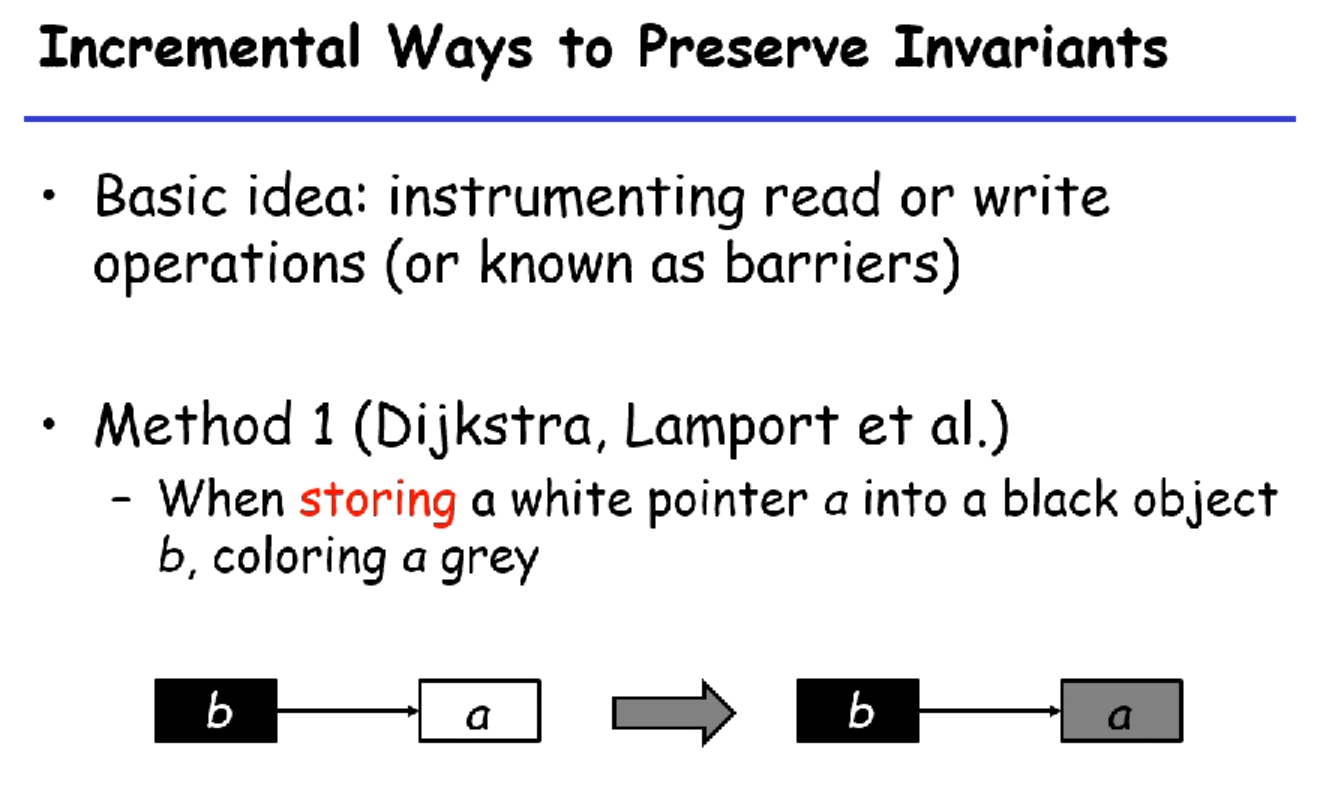 Incremental Ways to Preserve Invariants
• Basic idea: instrumenting read or write
operations (or known as barriers)
• Method 1 (Dijkstra, Lamport et al.)
– When storing a white pointer a into a black object
b, coloring a grey
b a b a